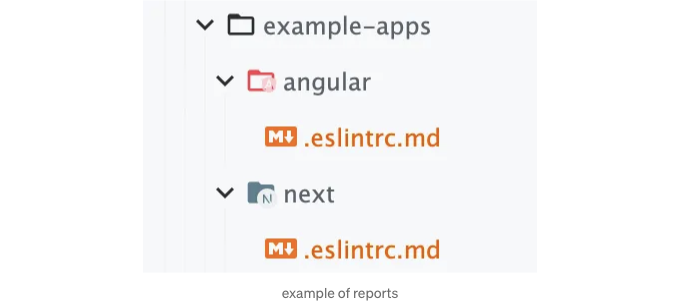 example-apps
angular
M .eslintrc.md
N next
M .eslintrc.md
example of reports